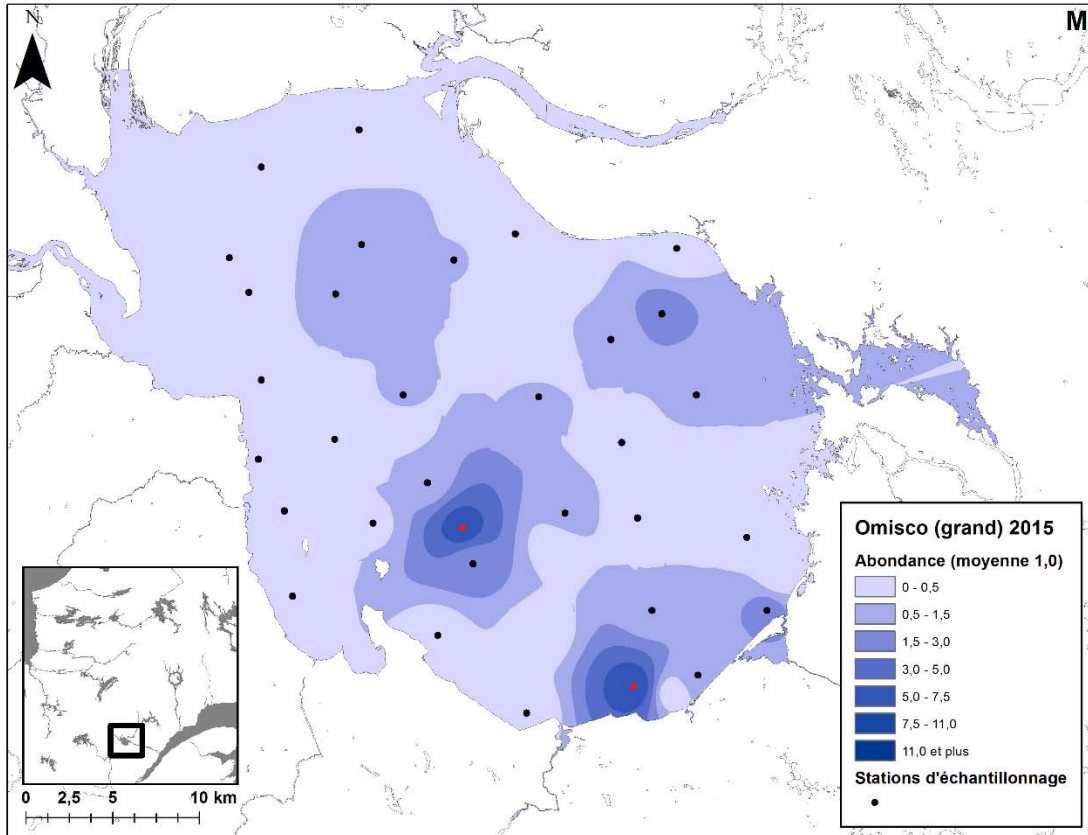 N
M
Omisco (grand) 2015
Abondance (moyenne 1,0)
0 - 0,5
0,5 - 1,5
1,5 - 3,0
3,0 - 5,0
5,0 - 7,5
7,5 - 11,0
11,0 et plus
Stations d'échantillonnage
0 2,5 5 10 km